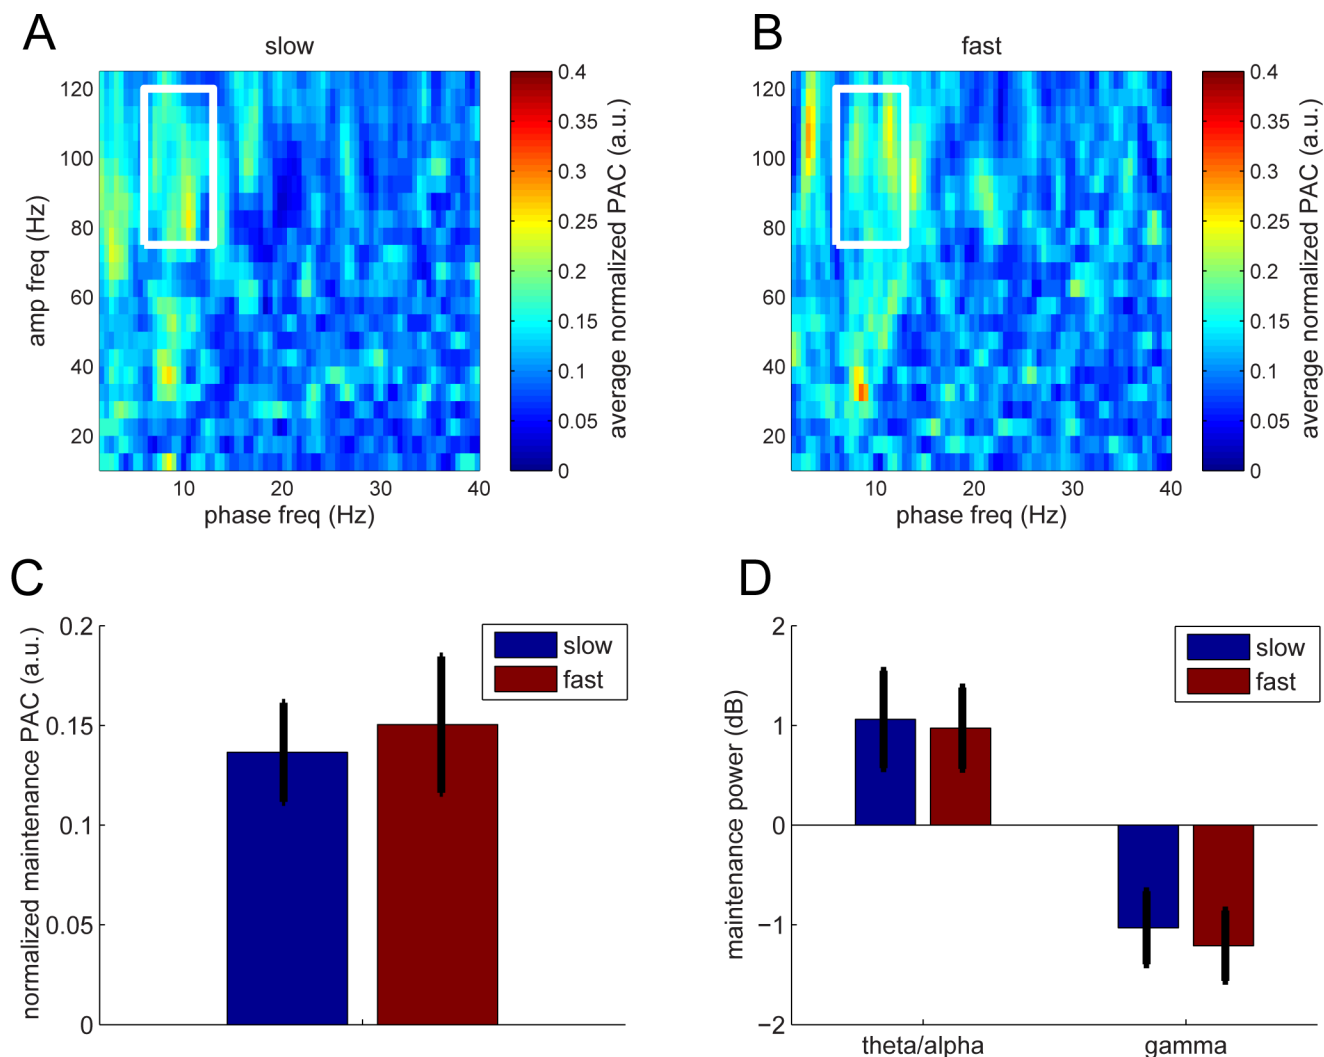 A
slow
120
100
80
60
40
20
amp freq (Hz)
10
20
30
40
phase freq (Hz)
0.4
0.35
0.3
0.25
0.2
0.15
0.1
0.05
0
average normalized PAC (a.u.)
B
fast
120
100
80
60
40
20
10
20
30
40
phase freq (Hz)
0.4
0.35
0.3
0.25
0.2
0.15
0.1
0.05
0
average normalized PAC (a.u.)
C
normalized maintenance PAC (a.u.)
0.2
0.15
0.1
0.05
0
slow
fast
D
maintenance power (dB)
2
1
0
−1
−2
slow
fast
theta/alpha
gamma